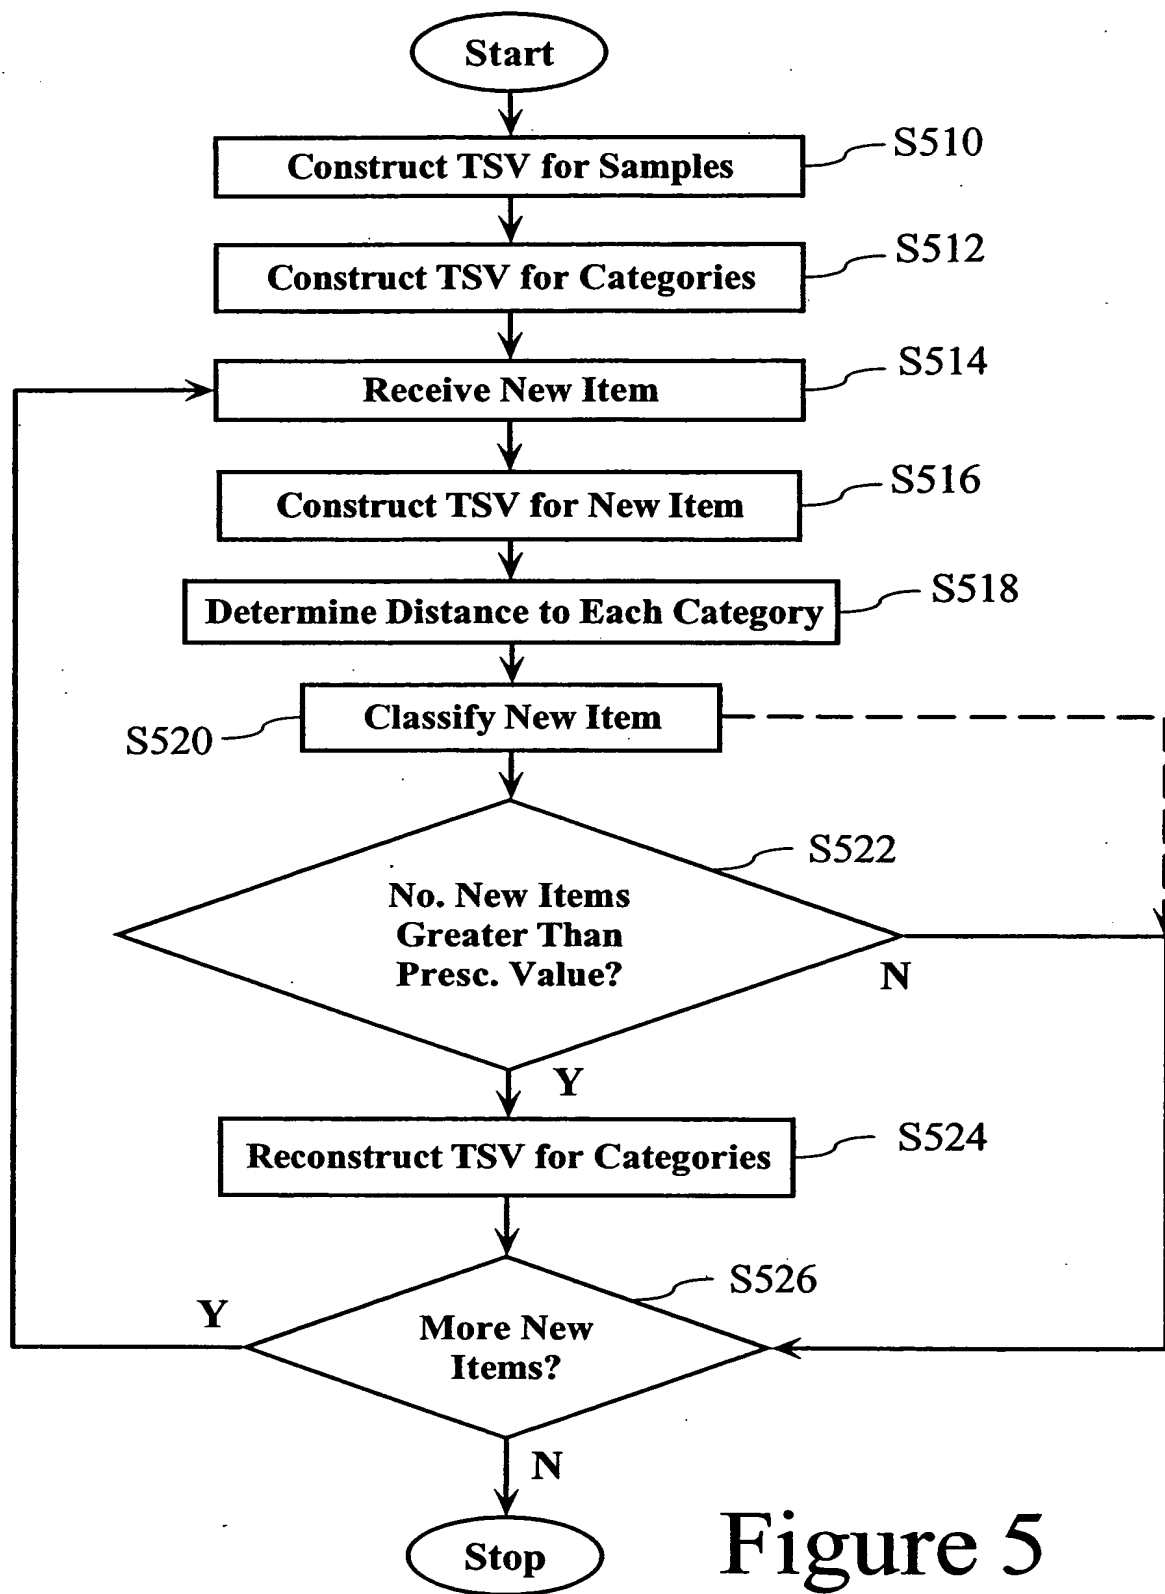 Start
Construct TSV for Samples
S510
Construct TSV for Categories
S512
Receive New Item
S514
Construct TSV for New Item
S516
Determine Distance to Each Category
S518
Classify New Item
S520
No. New Items
Greater Than
Presc. Value?
S522
N
Y
Reconstruct TSV for Categories
S524
More New
Items?
S526
Y
N
Stop
Figure 5